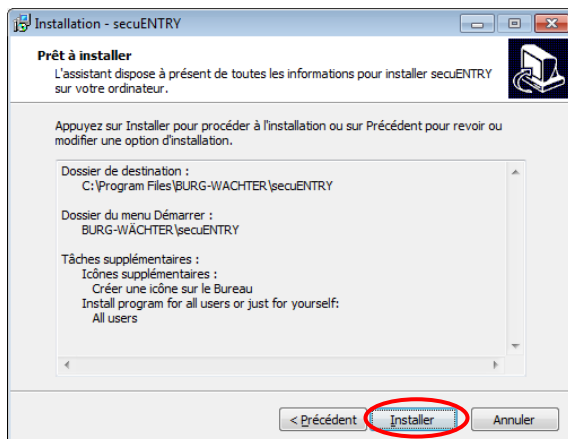 Installation - secuENTRY
Prêt à installer
L'assistant dispose à présent de toutes les informations pour installer secuENTRY
sur votre ordinateur.
Appuyez sur Installer pour procéder à l'installation ou sur Précédent pour revoir ou
modifier une option d'installation.
Dossier de destination :
C:\Program Files\BURG-WACHTER\secuENTRY
Dossier du menu Démarrer :
BURG-WÄCHTER\secuENTRY
Tâches supplémentaires :
Icônes supplémentaires :
Créer une icône sur le Bureau
Install program for all users or just for yourself:
All users
< Précédent Installer Annuler